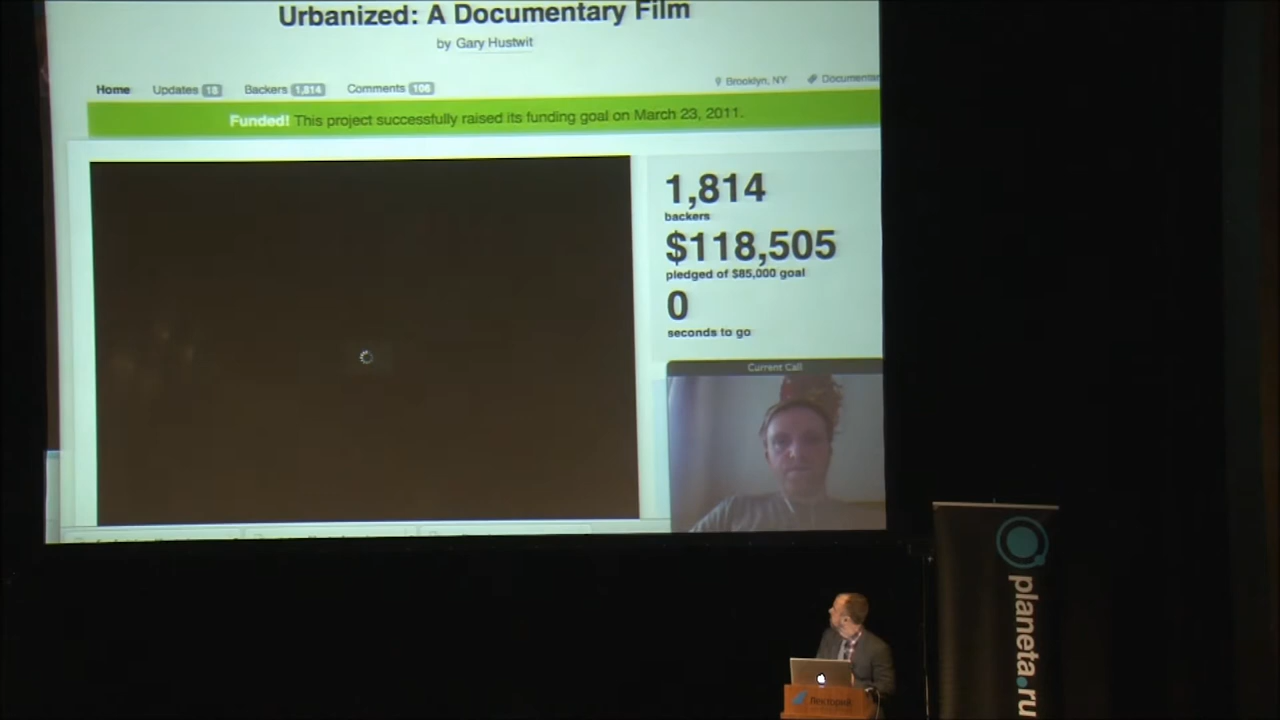 Urbanized: A Documentary Film
by Gary Hustwit
Home Updates 18 Backers 1,814 Comments 106
Brooklyn, NY
Funded! This project successfully raised its funding goal on March 23, 2011.
1,814
backers
$118,505
pledged of $85,000 goal
0
seconds to go
Current Call
planeta.ru
Лекторий